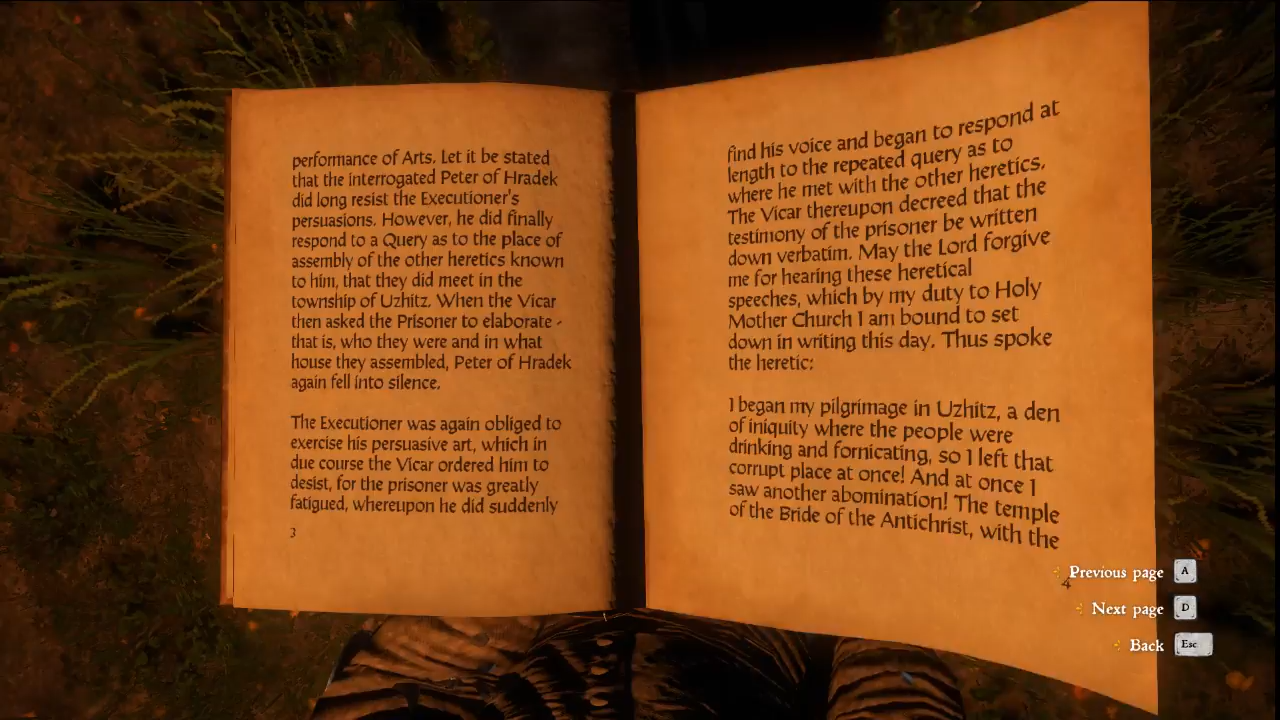 performance of Arts. Let it be stated
that the interrogated Peter of Hradek
did long resist the Executioner's
persuasions. However, he did finally
respond to a Query as to the place of
assembly of the other heretics known
to him, that they did meet in the
township of Uzhitz. When the Vicar
then asked the Prisoner to elaborate -
that is, who they were and in what
house they assembled, Peter of Hradek
again fell into silence.
The Executioner was again obliged to
exercise his persuasive art, which in
due course the Vicar ordered him to
desist, for the prisoner was greatly
fatigued, whereupon he did suddenly
3
find his voice and began to respond at
length to the repeated query as to
where he met with the other heretics.
The Vicar thereupon decreed that the
testimony of the prisoner be written
down verbatim. May the Lord forgive
me for hearing these heretical
speeches, which by my duty to Holy
Mother Church I am bound to set
down in writing this day. Thus spoke
the heretic:
I began my pilgrimage in Uzhitz, a den
of iniquity where the people were
drinking and fornicating, so I left that
corrupt place at once! And at once I
saw another abomination! The temple
of the Bride of the Antichrist, with the
4
Previous page A
Next page D
Back Esc